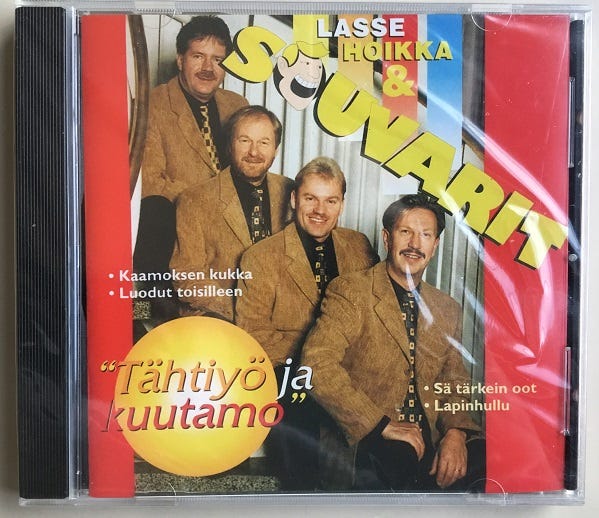 LASSE
HOIKKA
&
SOUVARIT
• Kaamoksen kukka
• Luodut toisilleen
"Tähtiyö ja
kuutamo"
• Sä tärkein oot
• Lapinhullu